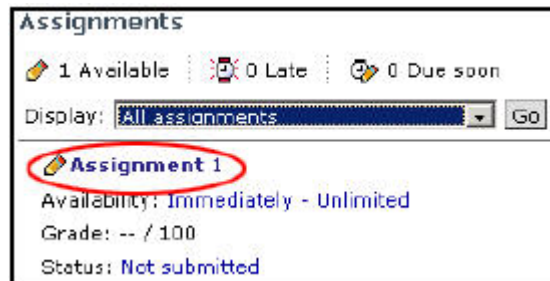 Assignments
1 Available 0 Late 0 Due soon
Display: All assignments Go
Assignment 1
Availability: Immediately - Unlimited
Grade: -- / 100
Status: Not submitted